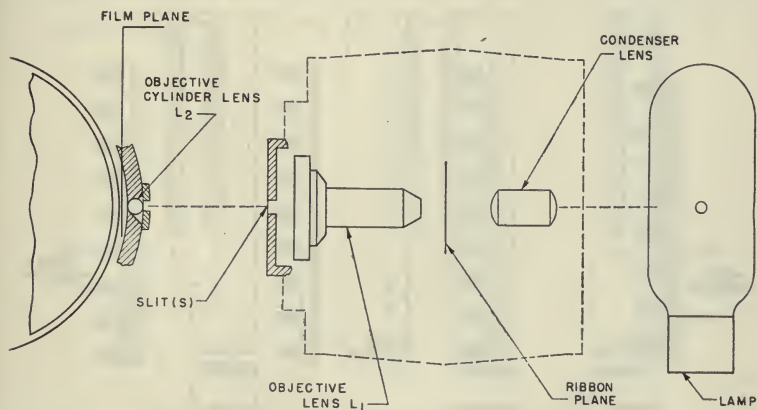 FILM PLANE
OBJECTIVE
CYLINDER LENS
L2
CONDENSER
LENS
SLIT(S)
OBJECTIVE
LENS L1
RIBBON
PLANE
LAMP